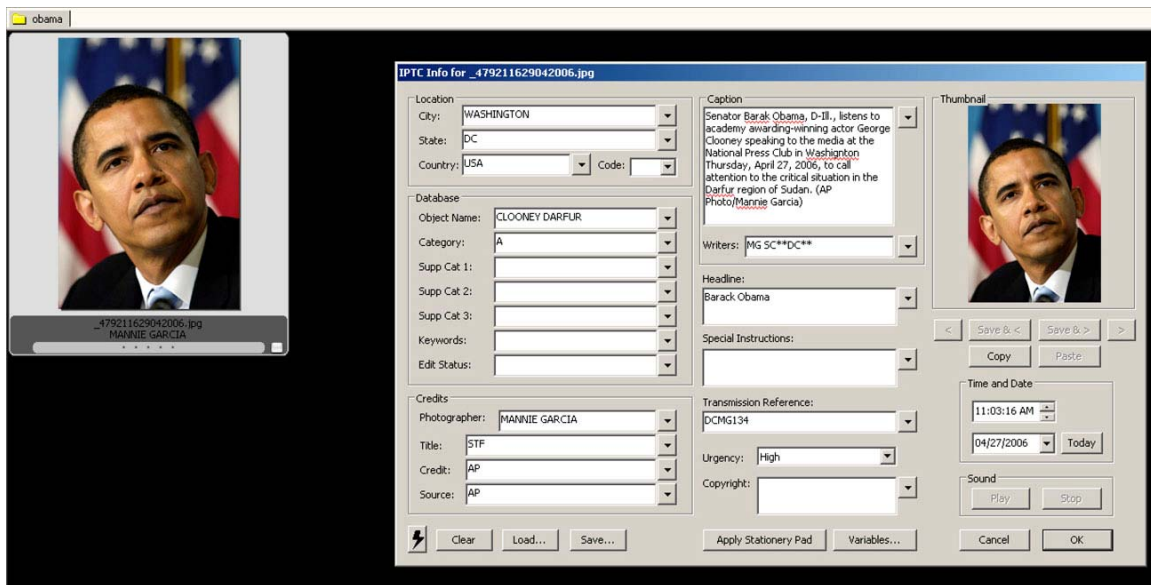 obama
_479211629042006.jpg
MANNIE GARCIA
IPTC Info for _479211629042006.jpg
Location
City: WASHINGTON
State: DC
Country: USA Code:
Database
Object Name: CLOONEY DARFUR
Category: A
Supp Cat 1:
Supp Cat 2:
Supp Cat 3:
Keywords:
Edit Status:
Credits
Photographer: MANNIE GARCIA
Title: STF
Credit: AP
Source: AP
Clear Load... Save...
Caption
Senator Barak Obama, D-Ill., listens to
academy awarding-winning actor George
Clooney speaking to the media at the
National Press Club in Washignton
Thursday, April 27, 2006, to call
attention to the critical situation in the
Darfur region of Sudan. (AP
Photo/Mannie Garcia)
Writers: MG SC**DC**
Headline:
Barack Obama
Special Instructions:
Transmission Reference:
DCMG134
Urgency: High
Copyright:
Apply Stationery Pad Variables...
Thumbnail
< Save & < Save & > >
Copy Paste
Time and Date
11:03:16 AM
04/27/2006 Today
Sound
Play Stop
Cancel OK